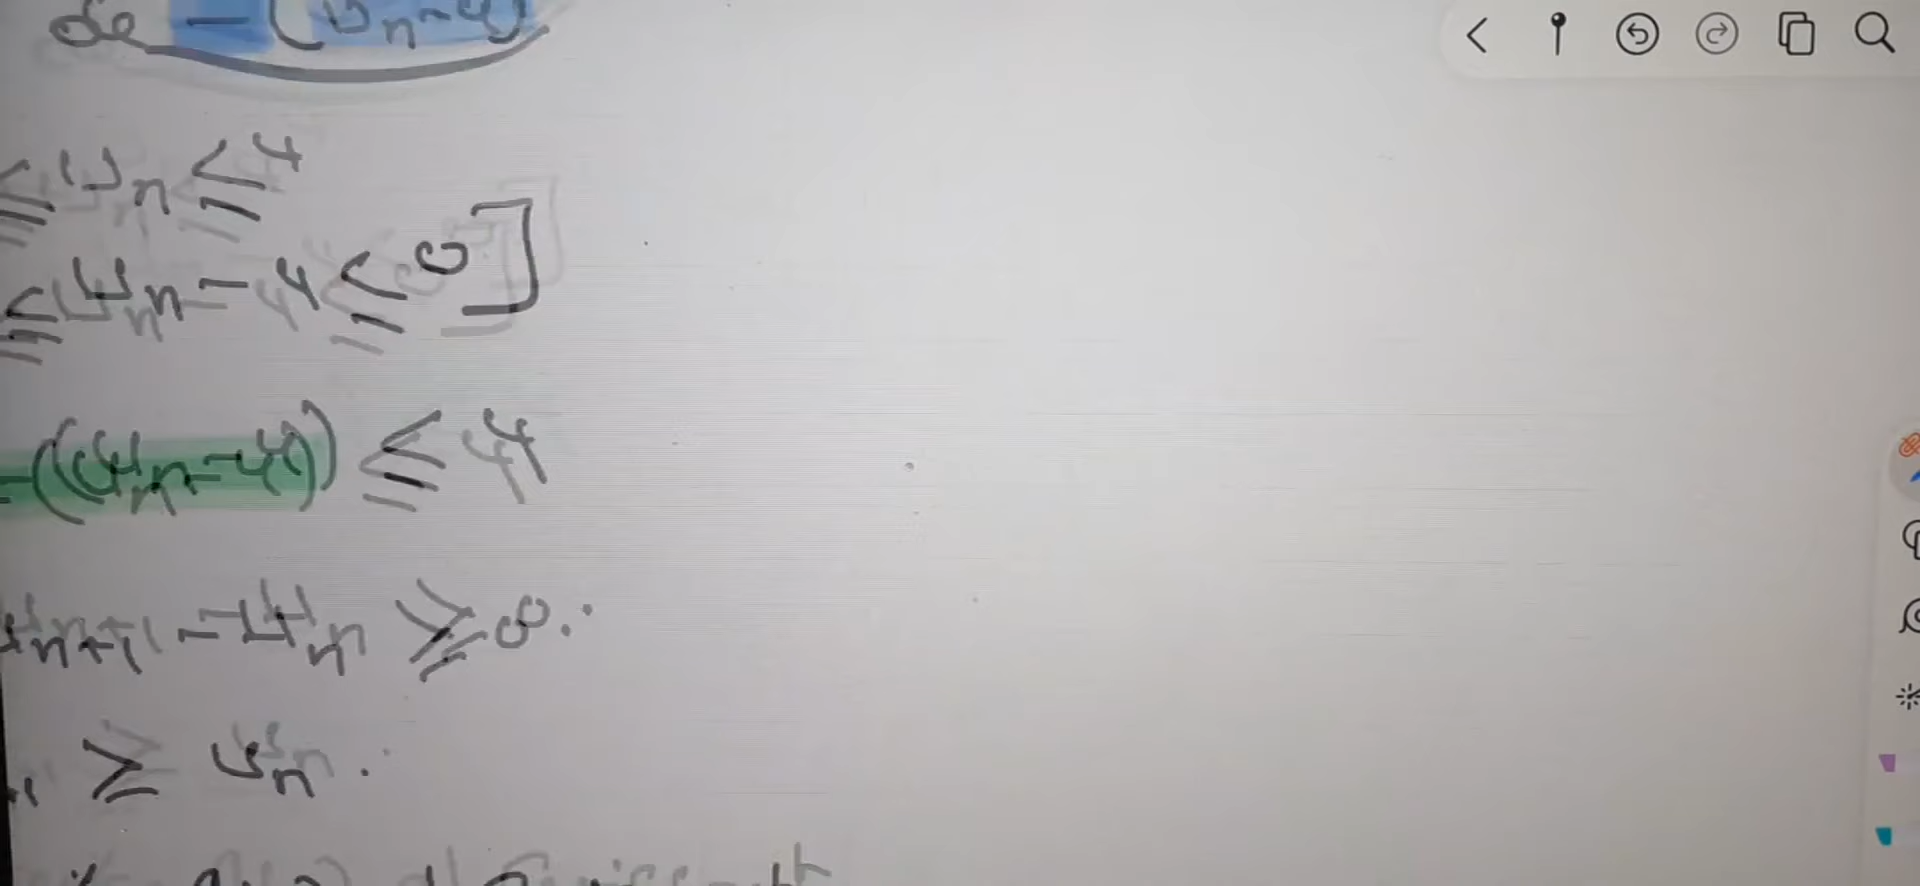 de -(Un-4)
≤ Un ≤ 4
≤ Un - 4 ≤ 0]
-(Un-4) ≤ 4
Un+1 - Un ≥ 0.
≥ Un.